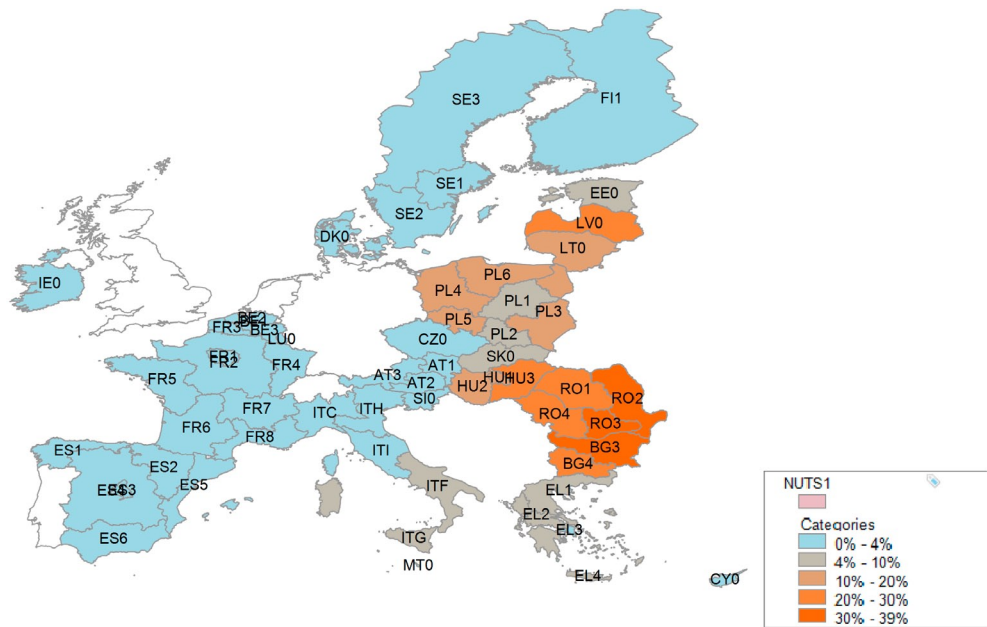 SE3
FI1
SE1
EE0
SE2
LV0
DK0
LT0
IE0
PL6
PL4
PL1
PL3
BE2
PL5
FR3
BE3
PL2
LU0
CZ0
FR1
FR2
SK0
FR4
AT1
AT3
HU3
FR5
AT2
HU2
RO1
RO2
SI0
FR7
ITC
ITH
RO4
RO3
FR6
FR8
ES1
ITI
BG3
ES2
BG4
ES5
ES3
ITF
EL1
EL2
EL3
ES6
ITG
MT0
EL4
CY0
NUTS1
Categories
0% - 4%
4% - 10%
10% - 20%
20% - 30%
30% - 39%